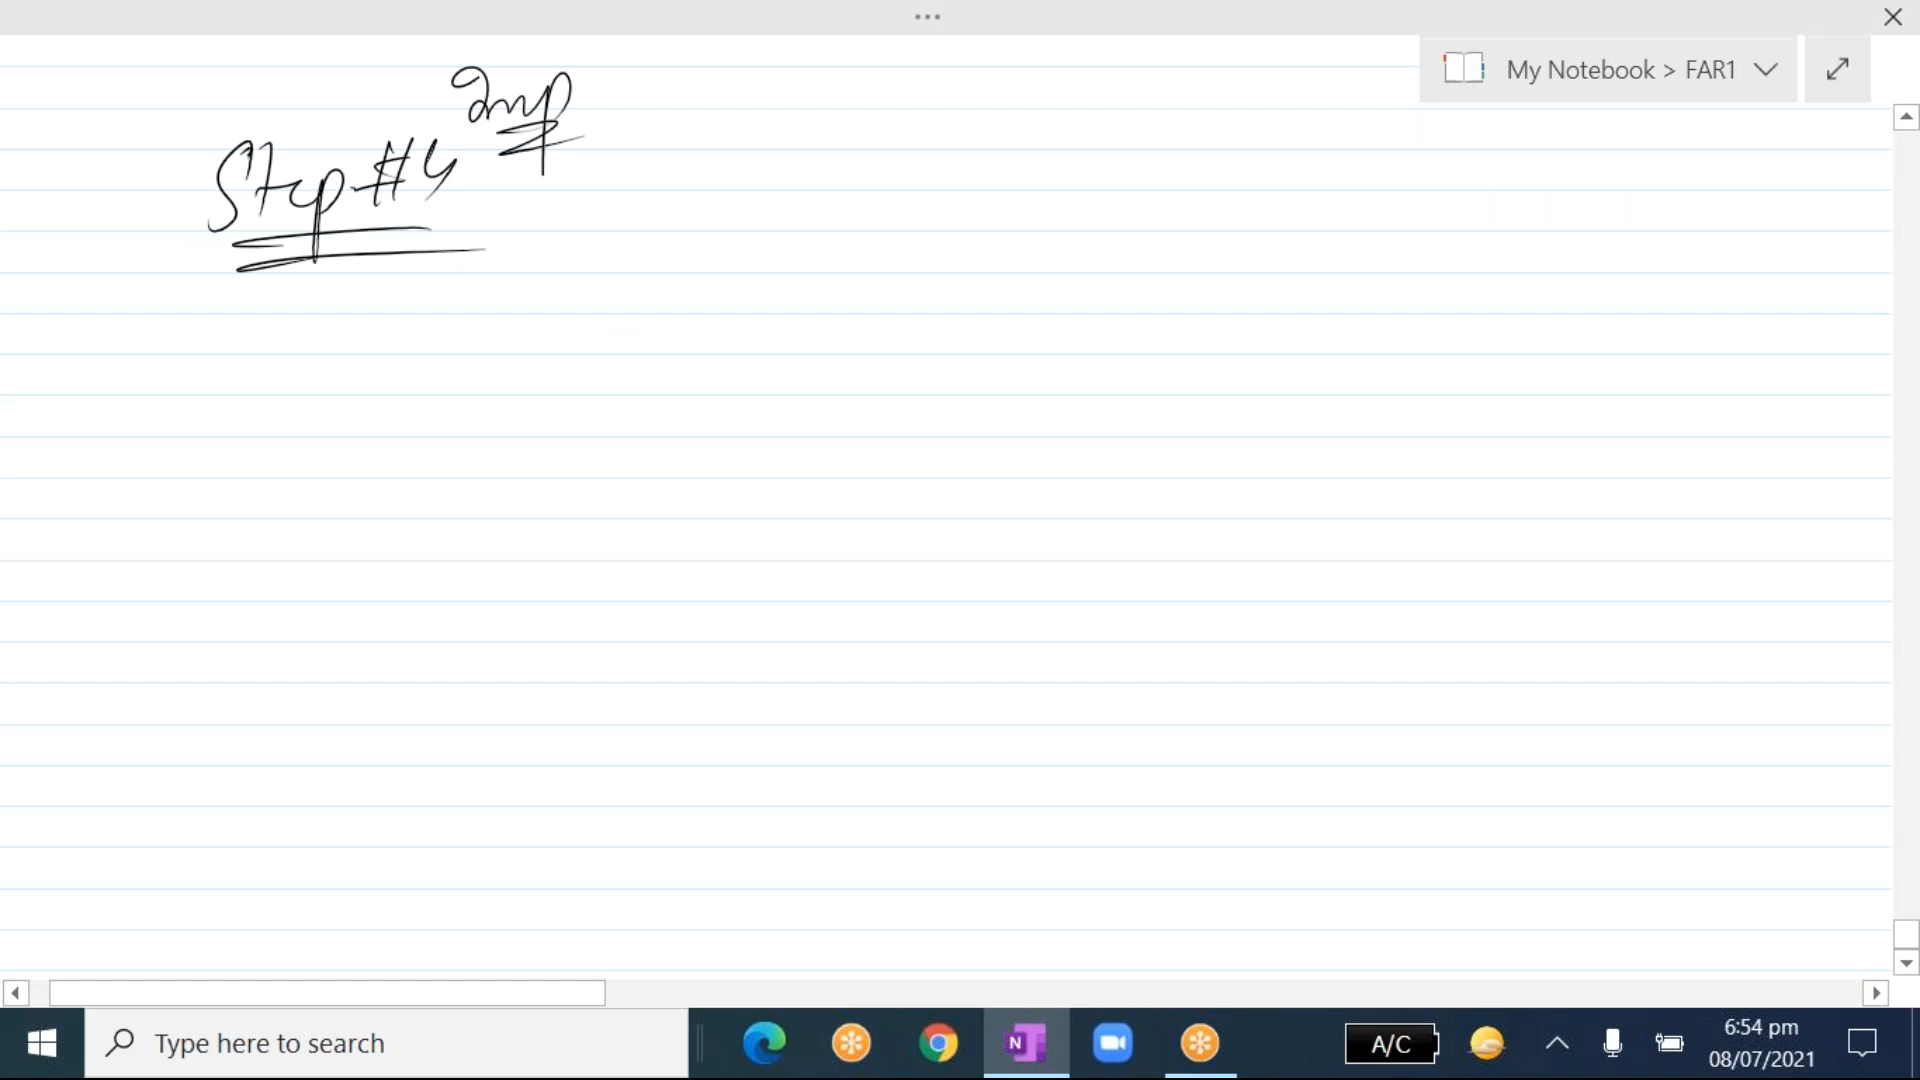 My Notebook > FAR1
Imp
Step #4
Type here to search
A/C
6:54 pm
08/07/2021